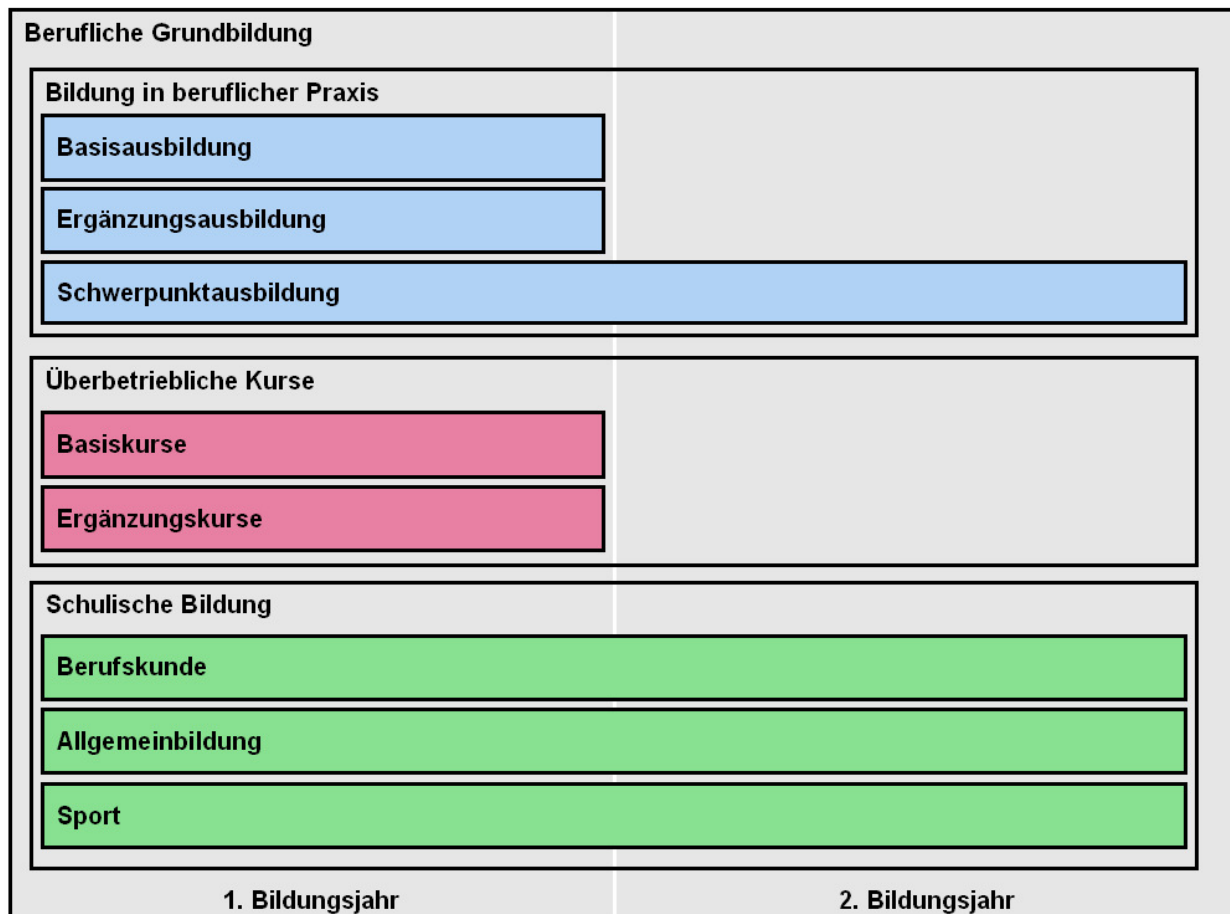 Berufliche Grundbildung
Bildung in beruflicher Praxis
Basisausbildung
Ergänzungsausbildung
Schwerpunktausbildung
Überbetriebliche Kurse
Basiskurse
Ergänzungskurse
Schulische Bildung
Berufskunde
Allgemeinbildung
Sport
1. Bildungsjahr
2. Bildungsjahr